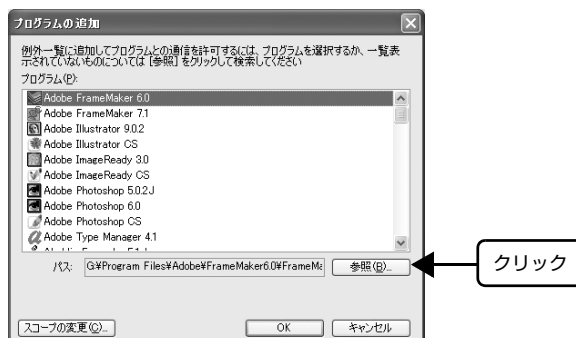 プログラムの追加
例外一覧に追加してプログラムとの通信を許可するには、プログラムを選択するか、一覧表
示されていないものについては [参照] をクリックして検索してください
プログラム(P):
Adobe FrameMaker 6.0
Adobe FrameMaker 7.1
Adobe Illustrator 9.0.2
Adobe Illustrator CS
Adobe ImageReady 3.0
Adobe ImageReady CS
Adobe Photoshop 5.0.2J
Adobe Photoshop 6.0
Adobe Photoshop CS
Adobe Type Manager 4.1
パス: G:¥Program Files¥Adobe¥FrameMaker6.0¥FrameMa 参照(B)...
クリック
スコープの変更(C)... OK キャンセル